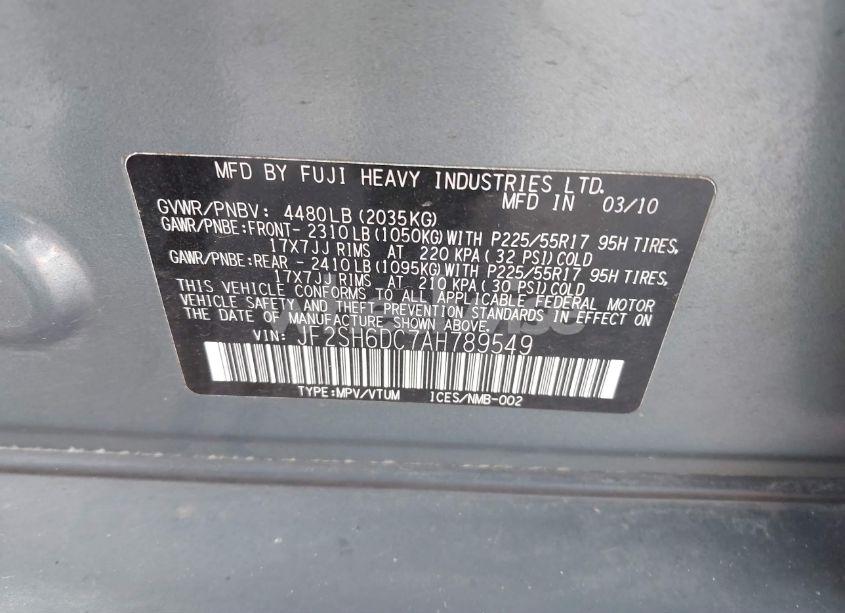 MFD BY FUJI HEAVY INDUSTRIES LTD.
MFD IN 03/10
GVWR/PNBV: 4480LB(2035KG)
GAWR/PNBE:FRONT- 2310LB(1050KG)WITH P225/55R17 95H TIRES,
17X7JJ RIMS AT 220 KPA( 32 PSI)COLD
GAWR/PNBE:REAR - 2410LB(1095KG)WITH P225/55R17 95H TIRES,
17X7JJ RIMS AT 210 KPA( 30 PSI)COLD
THIS VEHICLE CONFORMS TO ALL APPLICABLE FEDERAL MOTOR
VEHICLE SAFETY AND THEFT PREVENTION STANDARDS IN EFFECT ON
THE DATE OF MANUFACTURE SHOWN ABOVE.
VIN: JF2SH6DC7AH789549
TYPE:MPV/VTUM ICES/NMB-002